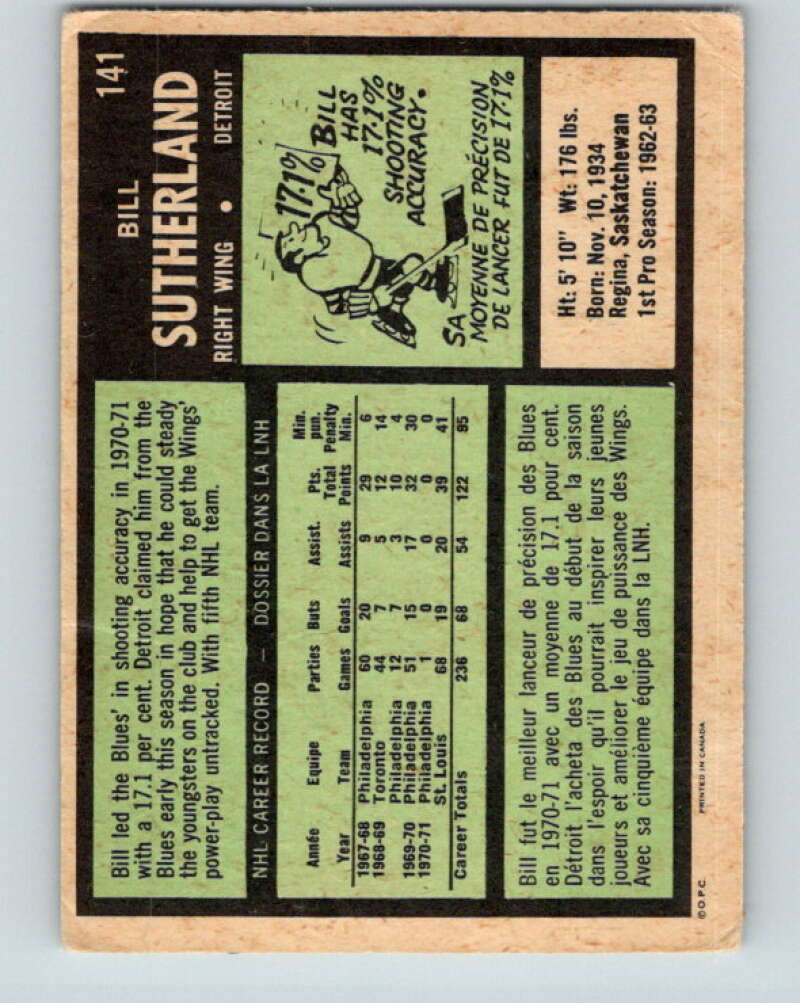 141
BILL
SUTHERLAND
RIGHT WING • DETROIT
Bill led the Blues' in shooting accuracy in 1970-71
with a 17.1 per cent. Detroit claimed him from the
Blues early this season in hope that he could steady
the youngsters on the club and help to get the Wings'
power-play untracked. With fifth NHL team.
17.1%
BILL
HAS
17.1%
SHOOTING
ACCURACY.
SA
MOYENNE DE PRÉCISION
DE LANCER FUT DE 17.1%
NHL CAREER RECORD – DOSSIER DANS LA LNH
Année Equipe Parties Buts Assist. Pts. Min. pun.
Year Team Games Goals Assists Total Points Penalty Min.
1967-68 Philadelphia 60 20 9 29 6
1968-69 Toronto 44 7 5 12 14
Philadelphia 12 7 3 10 4
1969-70 Philadelphia 51 15 17 32 30
1970-71 Philadelphia 1 0 0 0 0
St. Louis 68 19 20 39 41
Career Totals 236 68 54 122 95
Ht: 5' 10" Wt: 176 lbs.
Born: Nov. 10, 1934
Regina, Saskatchewan
1st Pro Season: 1962-63
Bill fut le meilleur lanceur de précision des Blues
en 1970-71 avec un moyenne de 17.1 pour cent.
Détroit l'acheta des Blues au début de la saison
dans l'espoir qu'il pourrait inspirer leurs jeunes
joueurs et améliorer le jeu de puissance des Wings.
Avec sa cinquième équipe dans la LNH.
©O.P.C. PRINTED IN CANADA